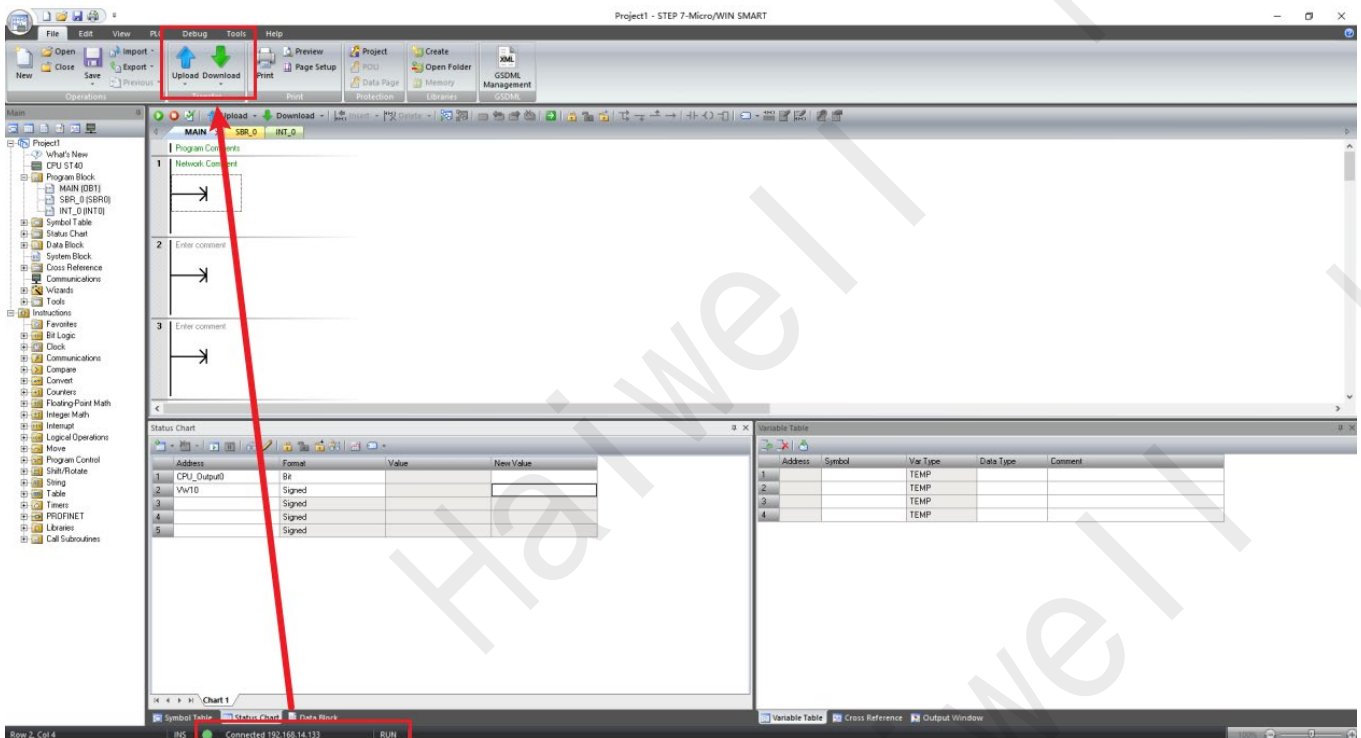 Project1 - STEP 7-Micro/WIN SMART
File Edit View PLC Debug Tools Help
New
Open
Close
Save
Import
Export
Previous
Operations
Upload Download
Transfer
Print
Preview
Page Setup
Print
Project
POU
Data Page
Protection
Create
Open Folder
Memory
Libraries
XML
GSDML Management
GSDML
Main
Project1
What's New
CPU ST40
Program Block
MAIN (OB1)
SBR_0 (SBR0)
INT_0 (INT0)
Symbol Table
Status Chart
Data Block
System Block
Cross Reference
Communications
Wizards
Tools
Instructions
Favorites
Bit Logic
Clock
Communications
Compare
Convert
Counters
Floating-Point Math
Integer Math
Interrupt
Logical Operations
Move
Program Control
Shift/Rotate
String
Table
Timers
PROFINET
Libraries
Call Subroutines
Upload Download Insert Delete
MAIN SBR_0 INT_0
Program Comments
1 Network Comment
2 Enter comment
3 Enter comment
Status Chart
Address Format Value New Value
1 CPU_Output0 Bit
2 VW10 Signed
3 Signed
4 Signed
5 Signed
Chart 1
Symbol Table Status Chart Data Block
Variable Table
Address Symbol Var Type Data Type Comment
1 TEMP
2 TEMP
3 TEMP
4 TEMP
Variable Table Cross Reference Output Window
Row 2, Col 4 INS Connected 192.168.14.133 RUN 100%
Haiwell
well